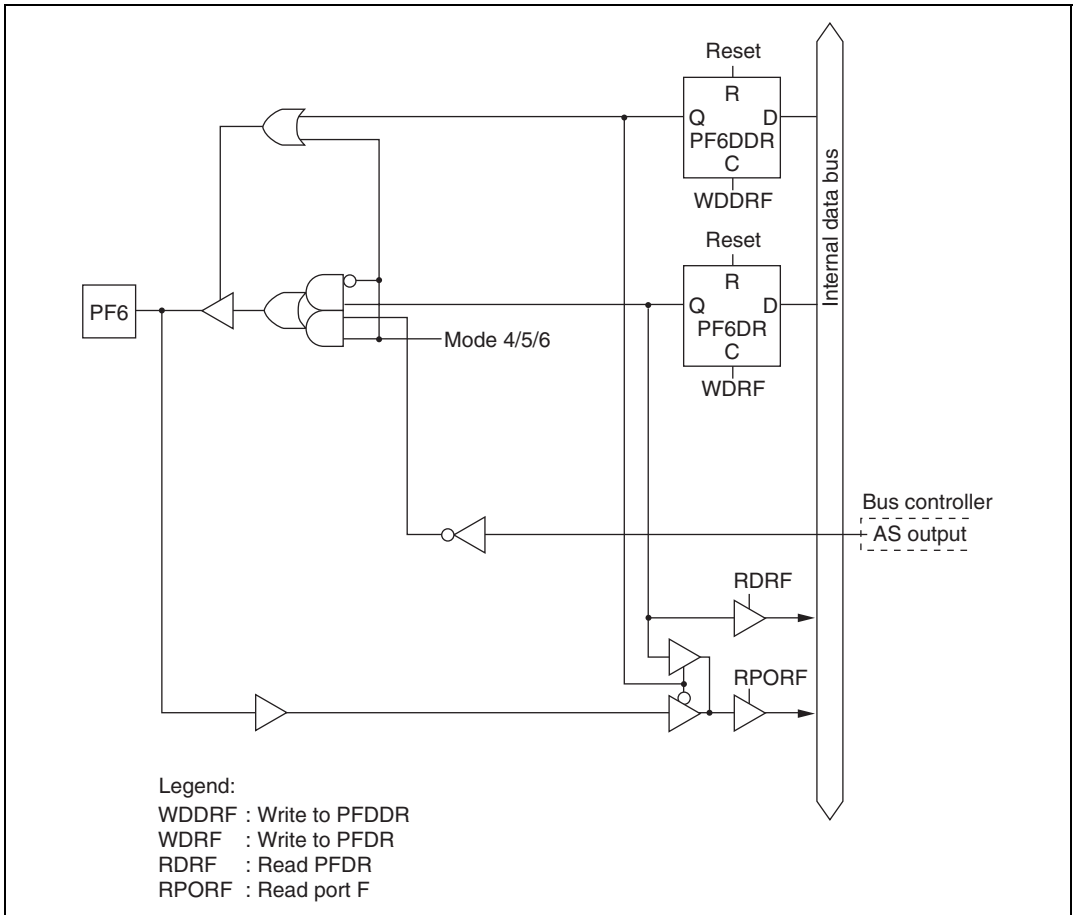 Reset
R
Q D
PF6DDR
C
WDDRF
Internal data bus
Reset
R
Q D
PF6DR
C
WDRF
PF6
Mode 4/5/6
Bus controller
AS output
RDRF
RPORF
Legend:
WDDRF : Write to PFDDR
WDRF : Write to PFDR
RDRF : Read PFDR
RPORF : Read port F